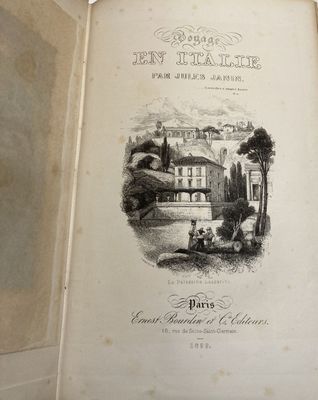 Voyage
EN ITALIE
PAR JULES JANIN.
Paris
Ernest Bourdin et Cie Éditeurs,
16, rue de Seine-Saint-Germain.